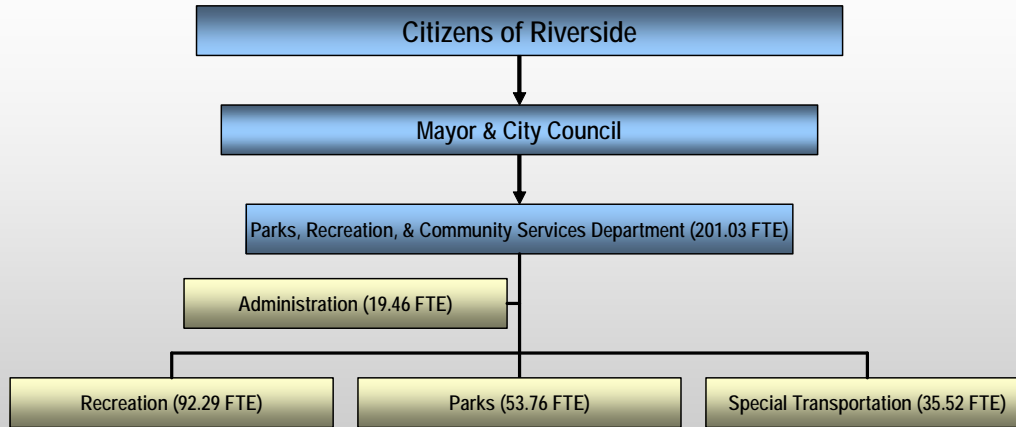 Citizens of Riverside
Mayor & City Council
Parks, Recreation, & Community Services Department (201.03 FTE)
Administration (19.46 FTE)
Recreation (92.29 FTE)
Parks (53.76 FTE)
Special Transportation (35.52 FTE)